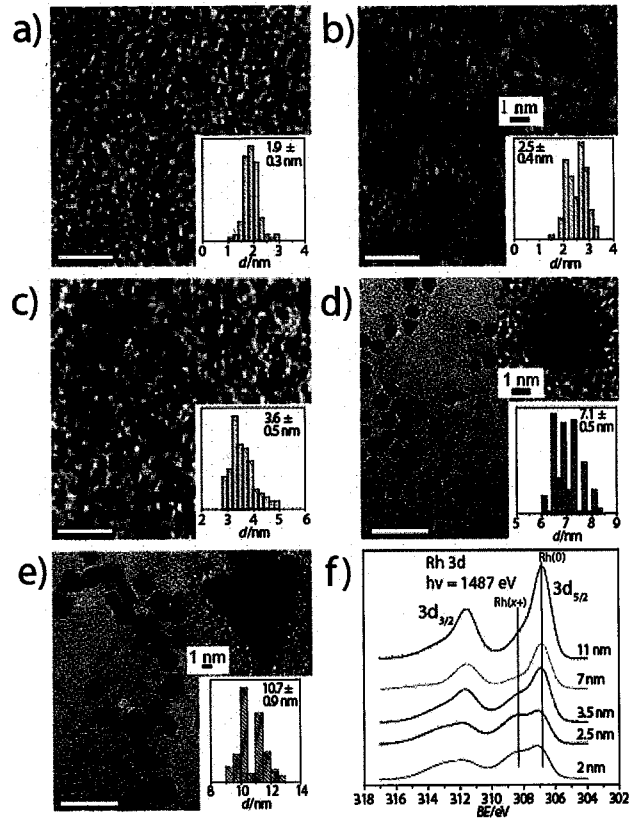 a)
1.9 ±
0.3 nm
0 1 2 3 4
d/nm
b)
1 nm
2.5 ±
0.4 nm
0 1 2 3 4
d/nm
c)
3.6 ±
0.5 nm
2 3 4 5 6
d/nm
d)
1 nm
7.1 ±
0.5 nm
5 6 7 8 9
d/nm
e)
1 nm
10.7 ±
0.9 nm
8 10 12 14
d/nm
f)
Rh 3d
hν = 1487 eV
Rh(0)
Rh(x+)
3d3/2
3d5/2
11 nm
7 nm
3.5 nm
2.5 nm
2 nm
318 316 314 312 310 308 306 304 302
BE/eV